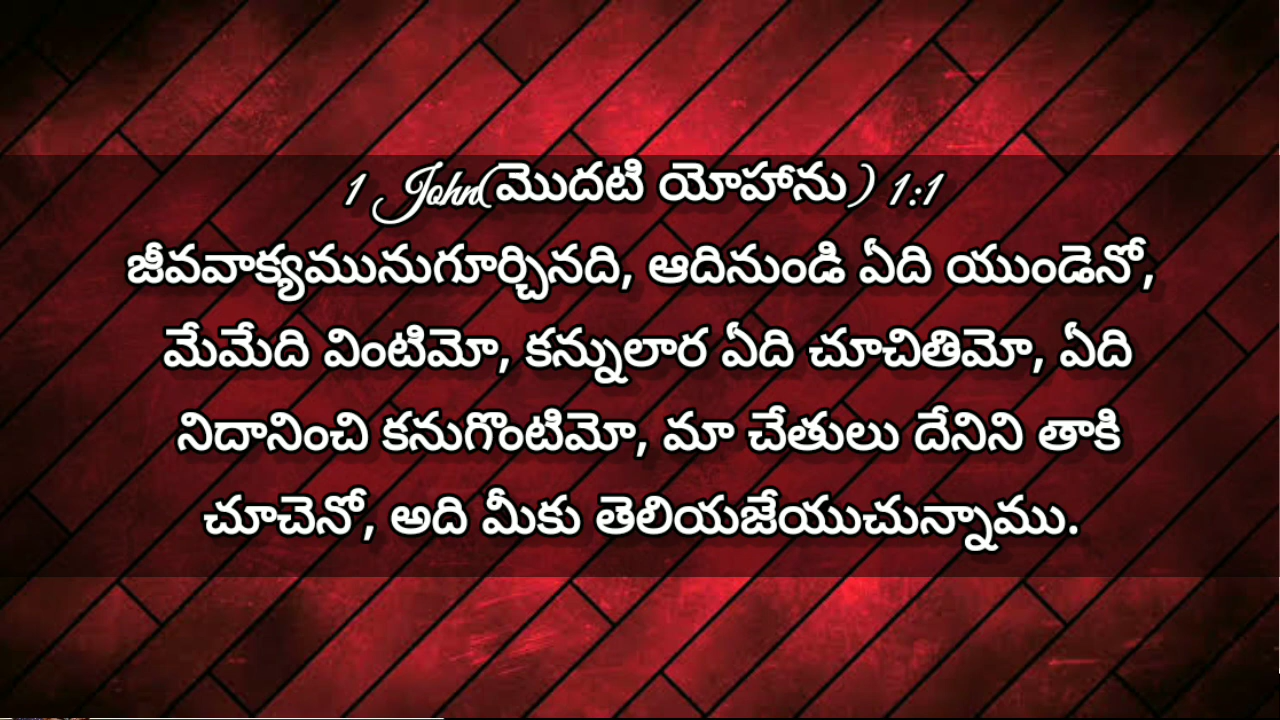 1 John(మొదటి యోహాను) 1:1
జీవవాక్యమునుగూర్చినది, ఆదినుండి ఏది యుండెనో,
మేమేది వింటిమో, కన్నులార ఏది చూచితిమో, ఏది
నిదానించి కనుగొంటిమో, మా చేతులు దేనిని తాకి
చూచెనో, అది మీకు తెలియజేయుచున్నాము.